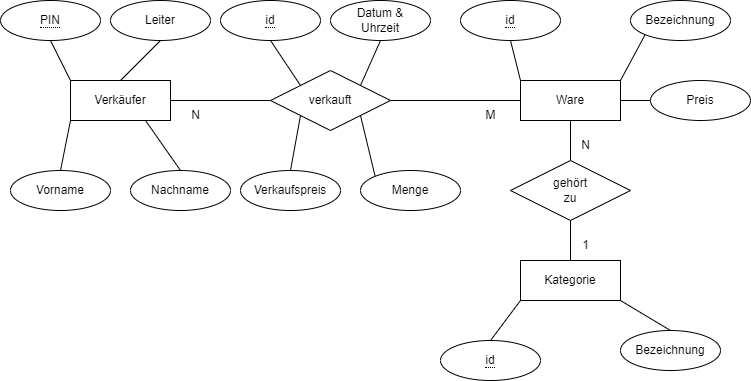 PIN
Leiter
id
Datum &
Uhrzeit
id
Bezeichnung
Verkäufer
N
verkauft
M
Ware
Preis
Vorname
Nachname
Verkaufspreis
Menge
N
gehört
zu
1
Kategorie
id
Bezeichnung